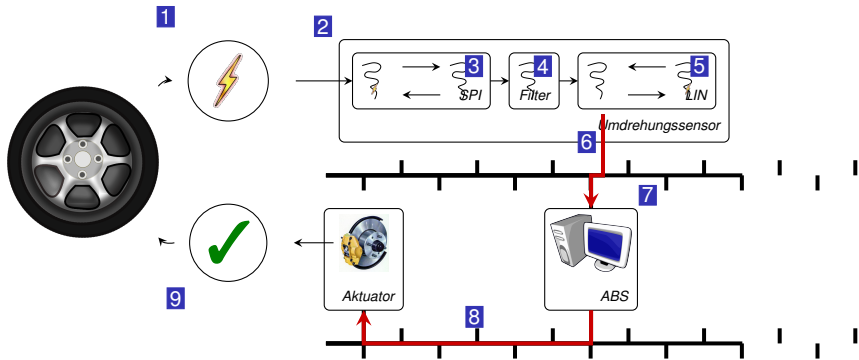 1
2
3
4
5
SPI
Filter
LIN
Umdrehungssensor
6
7
Aktuator
ABS
9
8